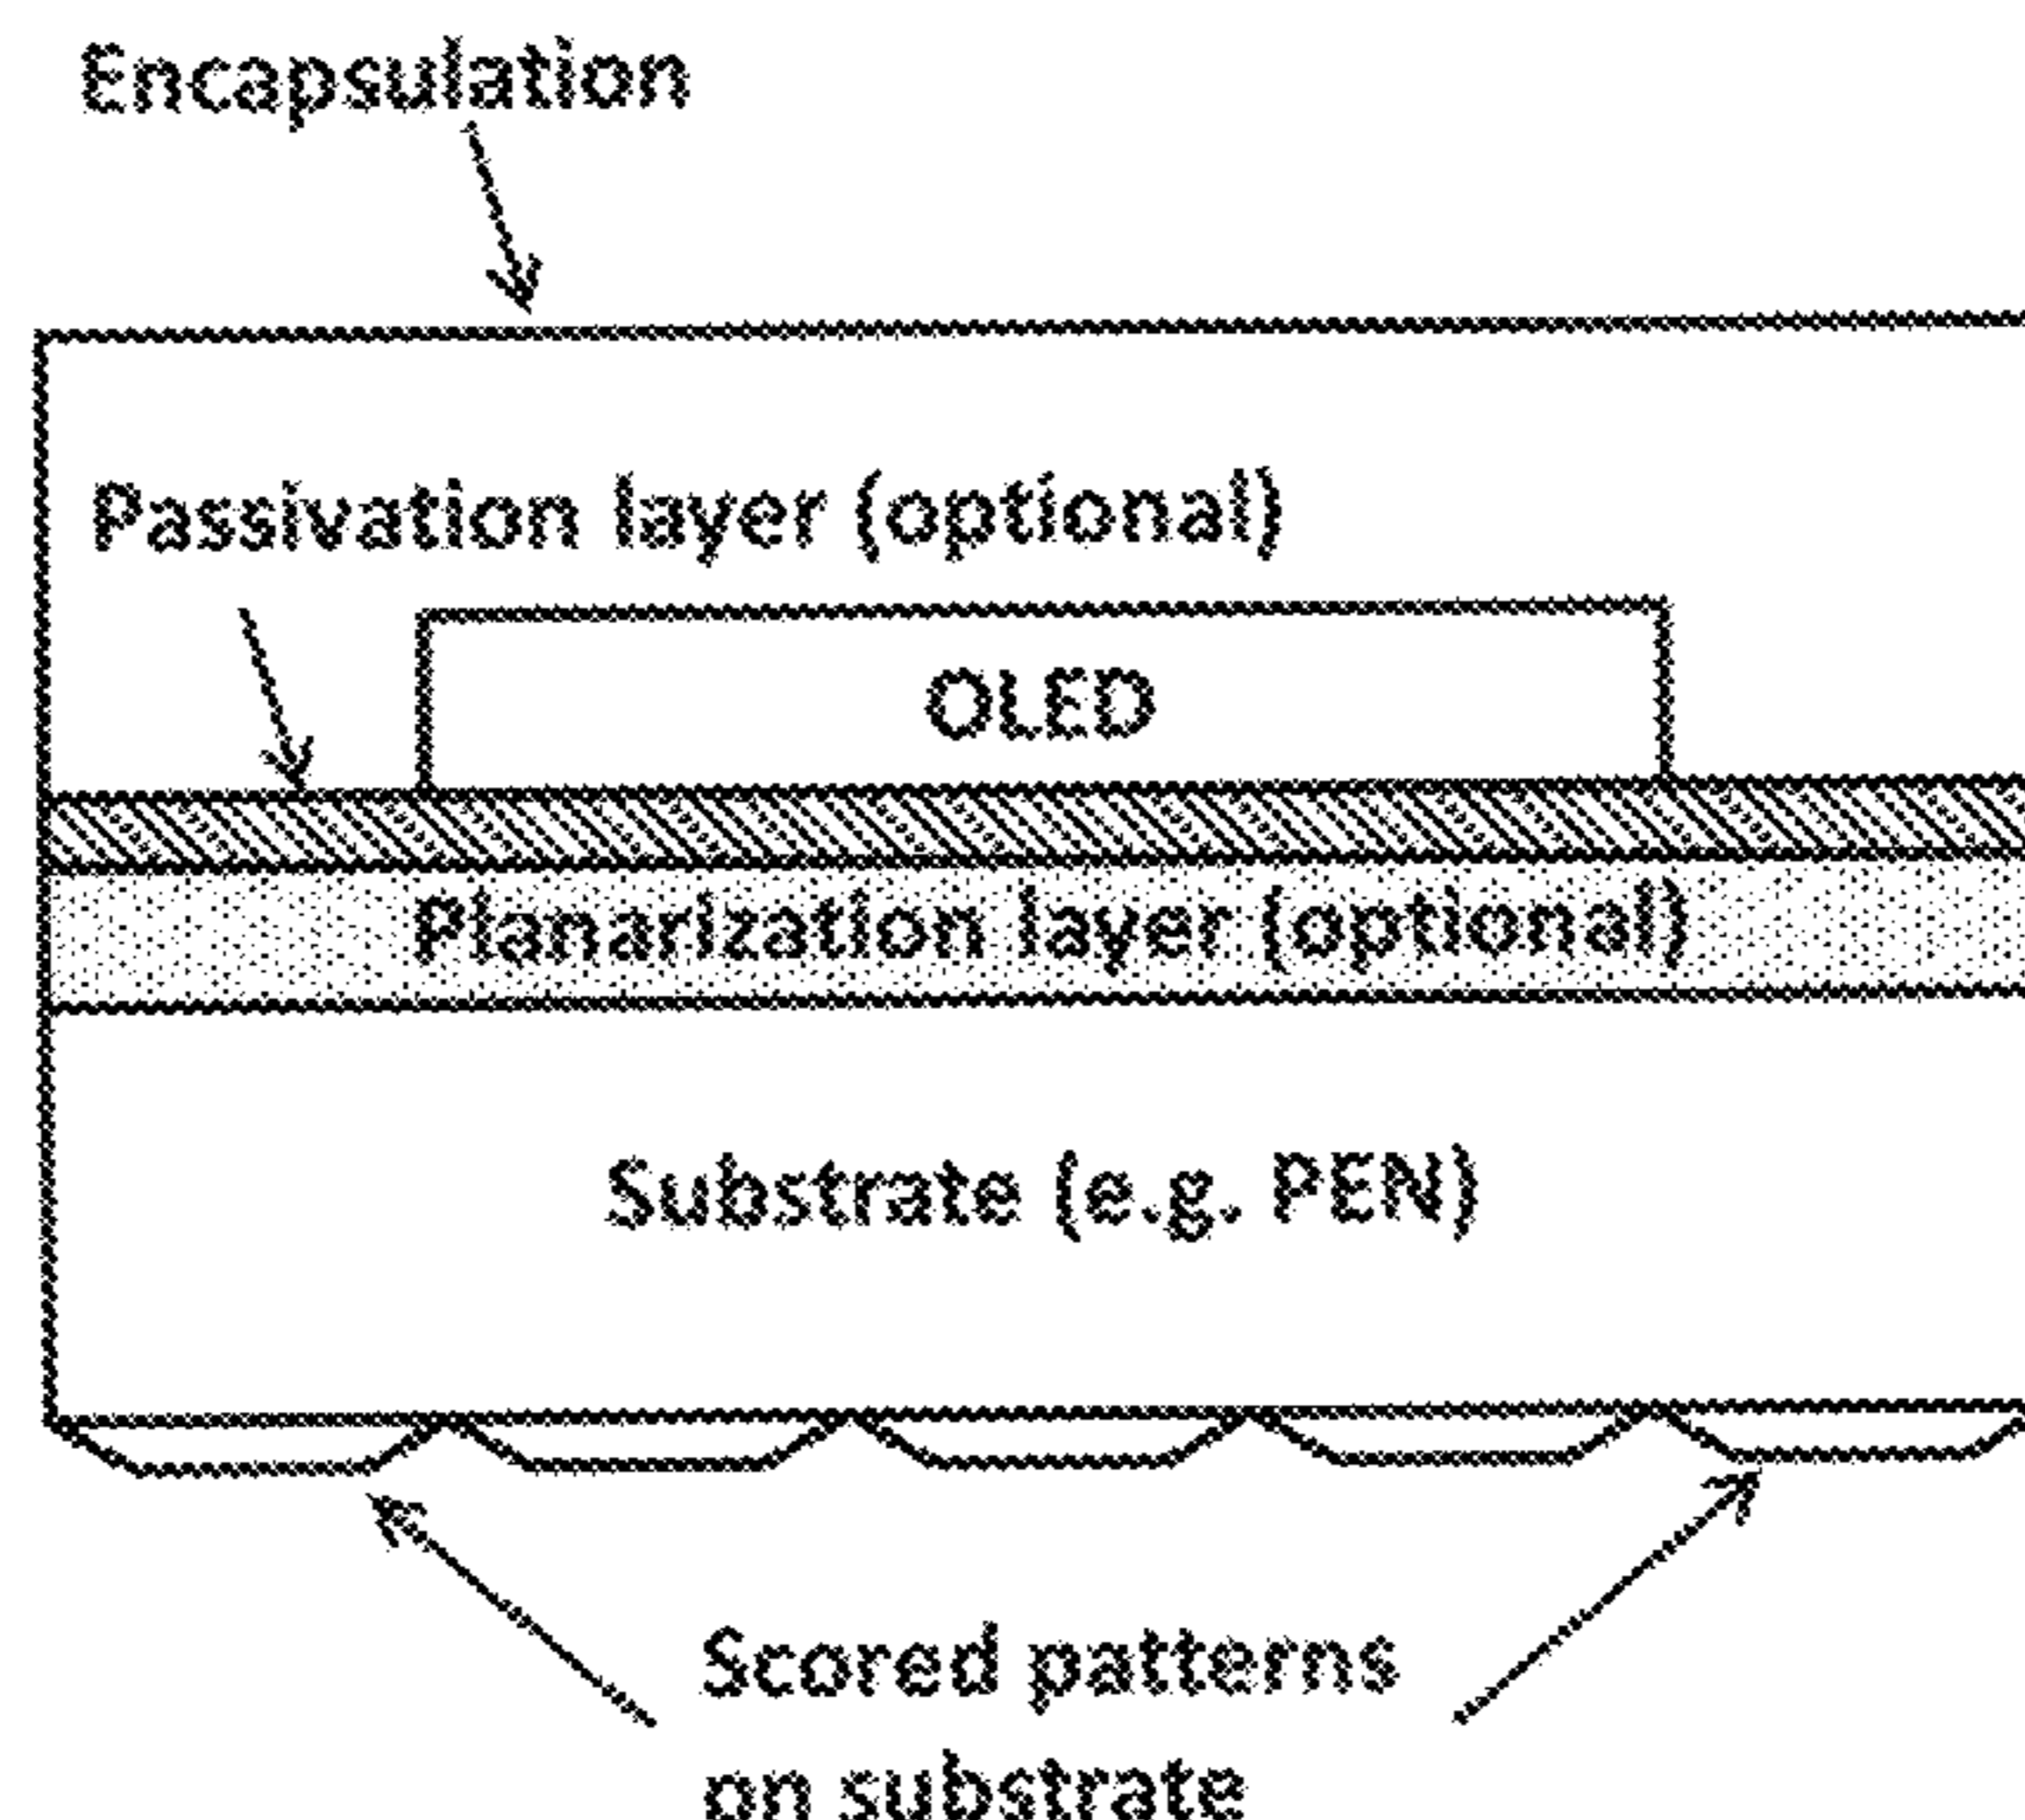 Encapsulation
Passivation layer (optional)
OLED
Planarization layer (optional)
Substrate (e.g. PEN)
Scored patterns
on substrate